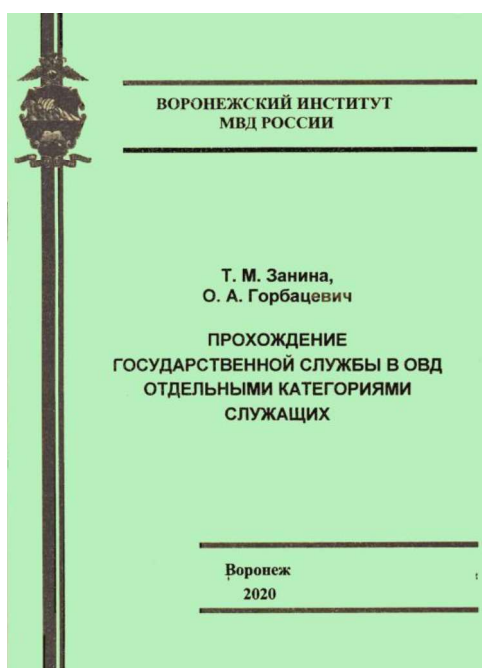 ВОРОНЕЖСКИЙ ИНСТИТУТ
МВД РОССИИ
Т. М. Занина,
О. А. Горбацевич
ПРОХОЖДЕНИЕ
ГОСУДАРСТВЕННОЙ СЛУЖБЫ В ОВД
ОТДЕЛЬНЫМИ КАТЕГОРИЯМИ
СЛУЖАЩИХ
Воронеж
2020